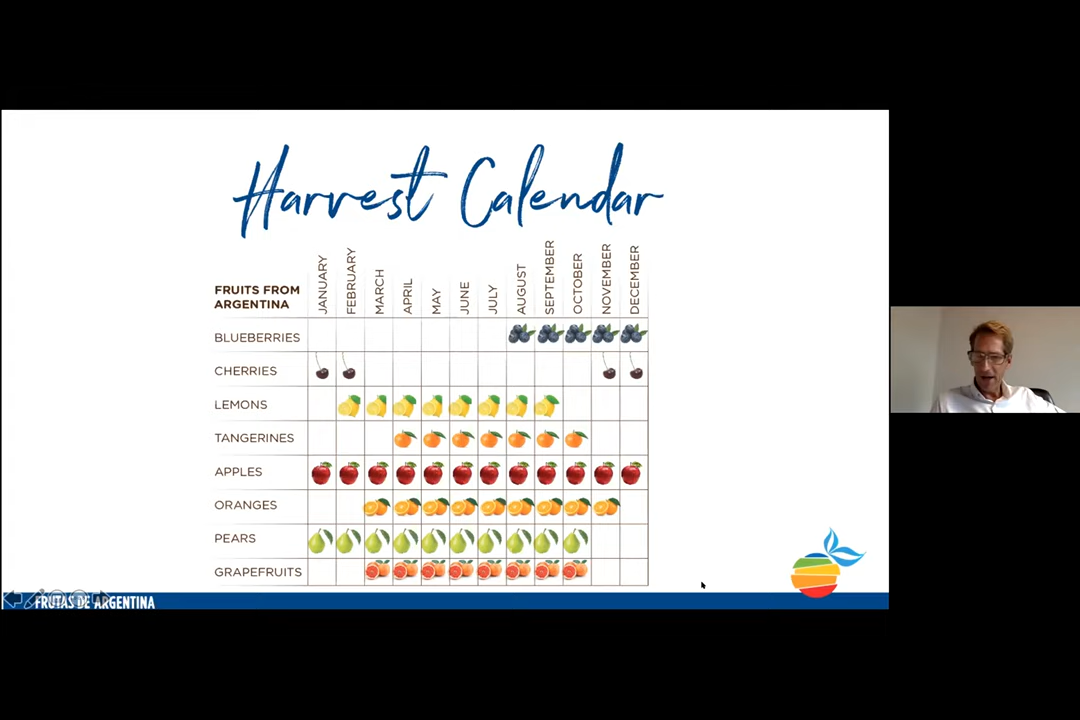 Harvest Calendar
FRUITS FROM
ARGENTINA
JANUARY
FEBRUARY
MARCH
APRIL
MAY
JUNE
JULY
AUGUST
SEPTEMBER
OCTOBER
NOVEMBER
DECEMBER
BLUEBERRIES
CHERRIES
LEMONS
TANGERINES
APPLES
ORANGES
PEARS
GRAPEFRUITS
FRUTAS DE ARGENTINA